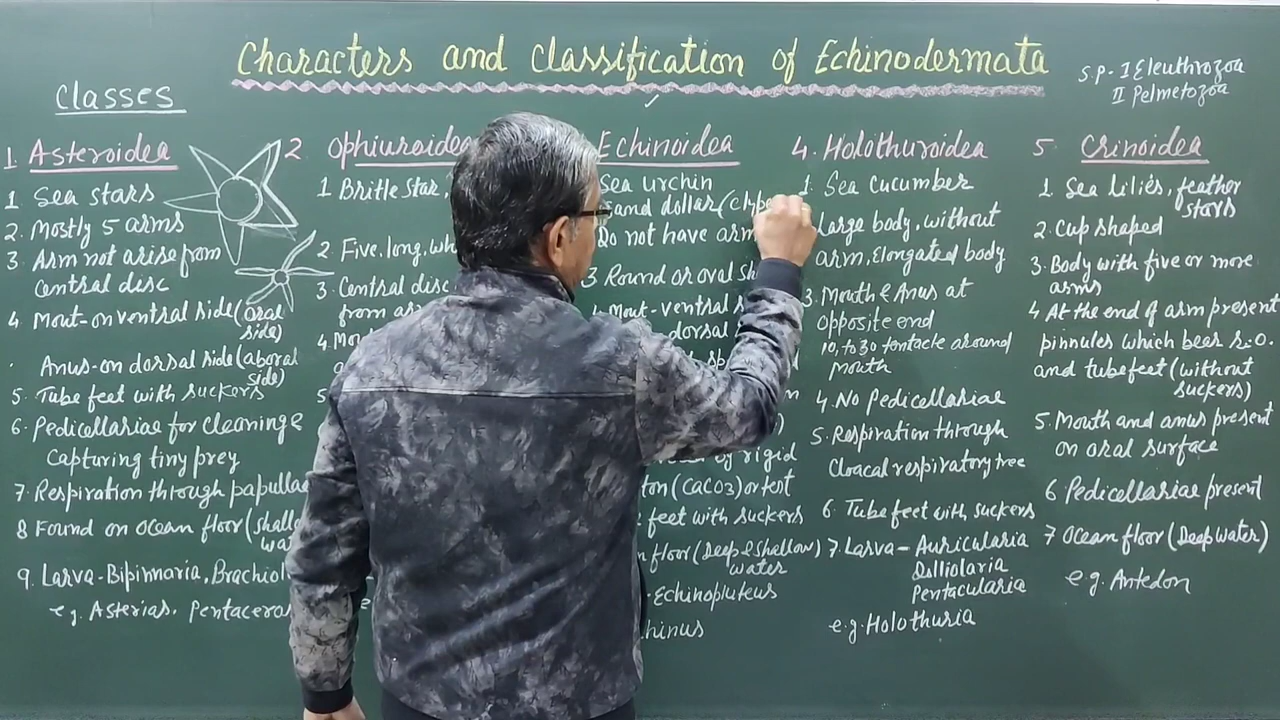 Characters and Classification of Echinodermata
S.P.- I Eleuthrozoa
II Pelmetozoa
Classes
1. Asteroidea
1 Sea stars
2. Mostly 5 arms
3. Arm not arise from
central disc
4 Mout-on ventral side (oral
side)
Anus-on dorsal side (aboral
side)
5. Tube feet with suckers
6. Pedicellariae for cleaning &
Capturing tiny prey
7. Respiration through papullae
8 Found on Ocean floor (shallo
wa
9. Larva-Bipinnaria, Brachiol
e.g. Asterias. Pentaceros
2. Ophiuroidea
1 Britle Star,
2. Five, long, wh
3. Central disc
from ar
4. Mou
5
Echinoidea
Sea urchin
sand dollar (clype
Do not have arm
3 Round or oval sh
4. Mout-ventral s
dorsal
of rigid
ton (CaCO3) or test
feet with suckers
n floor (Deep & shallow)
water
- Echinopluteus
hinus
4. Holothuroidea
1. Sea Cucumber
Large body, without
arm, Elongated body
3. Mouth & Anus at
Opposite end
10, to 30 tentacle around
mouth
4. No Pedicellariae
5. Respiration through
Cloacal respiratory tree
6. Tube feet with suckers
7. Larva - Auricularia
Dolliolaria
Pentacularia
e.g. Holothuria
5 Crinoidea
1. Sea lilies, feather
stars
2. Cup shaped
3. Body with five or more
arms
4 At the end of arm present
pinnules which bear r.o.
and tubefeet (without
suckers)
5. Mouth and anus present
on oral surface
6 Pedicellariae present
7 Ocean floor (Deep water)
e.g. Antedon